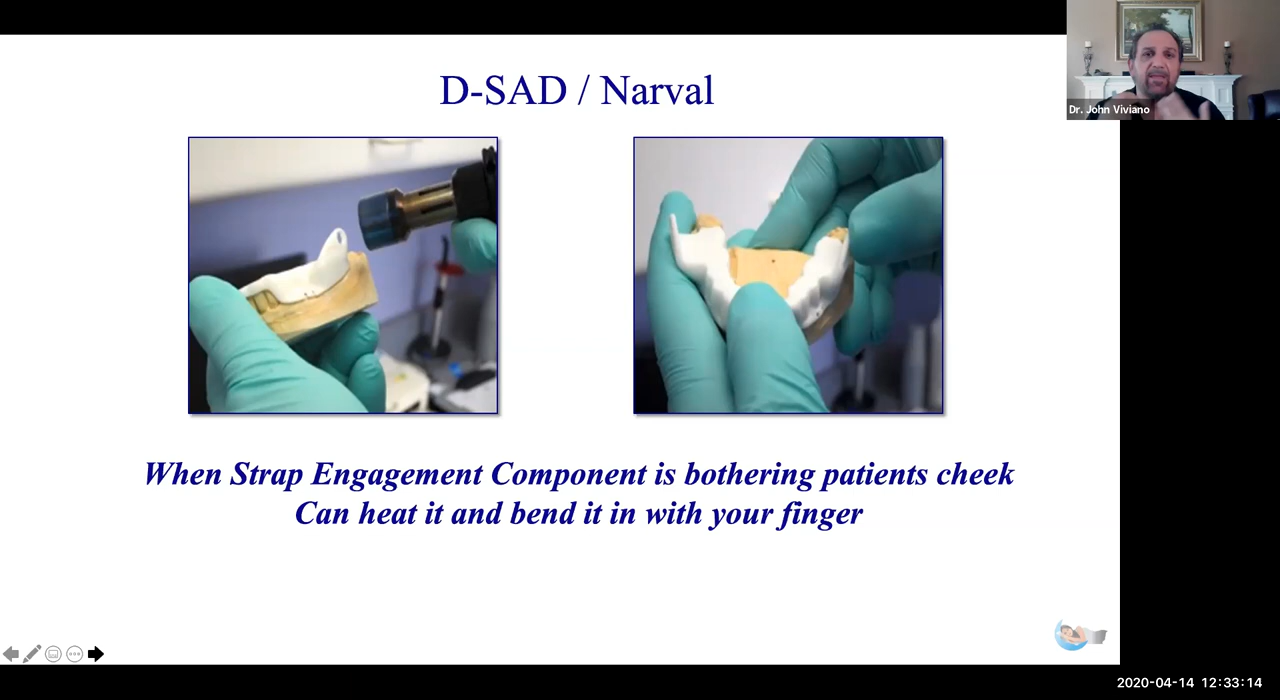 D-SAD / Narval
Dr. John Viviano
When Strap Engagement Component is bothering patients cheek
Can heat it and bend it in with your finger
2020-04-14 12:33:14